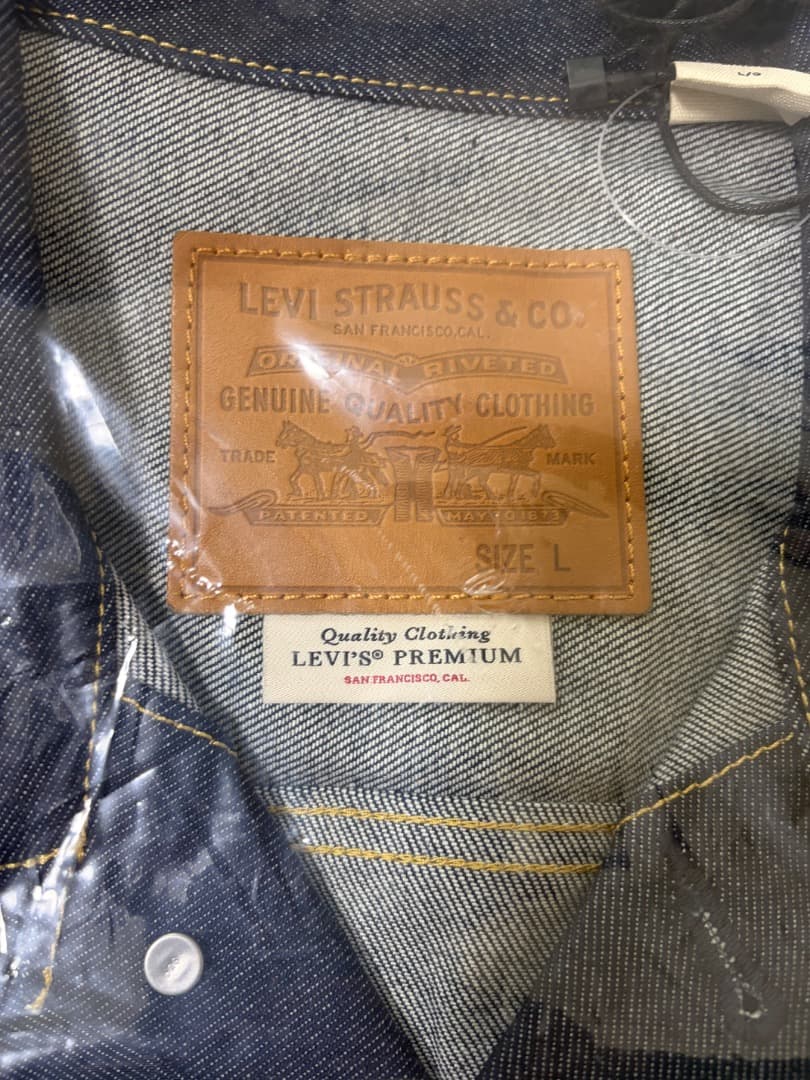 LEVI STRAUSS & CO.
SAN FRANCISCO, CAL.
ORIGINAL RIVETED
GENUINE QUALITY CLOTHING
TRADE MARK
PATENTED MAY 20 1873
SIZE L
Quality Clothing
LEVI'S® PREMIUM
SAN FRANCISCO, CAL.